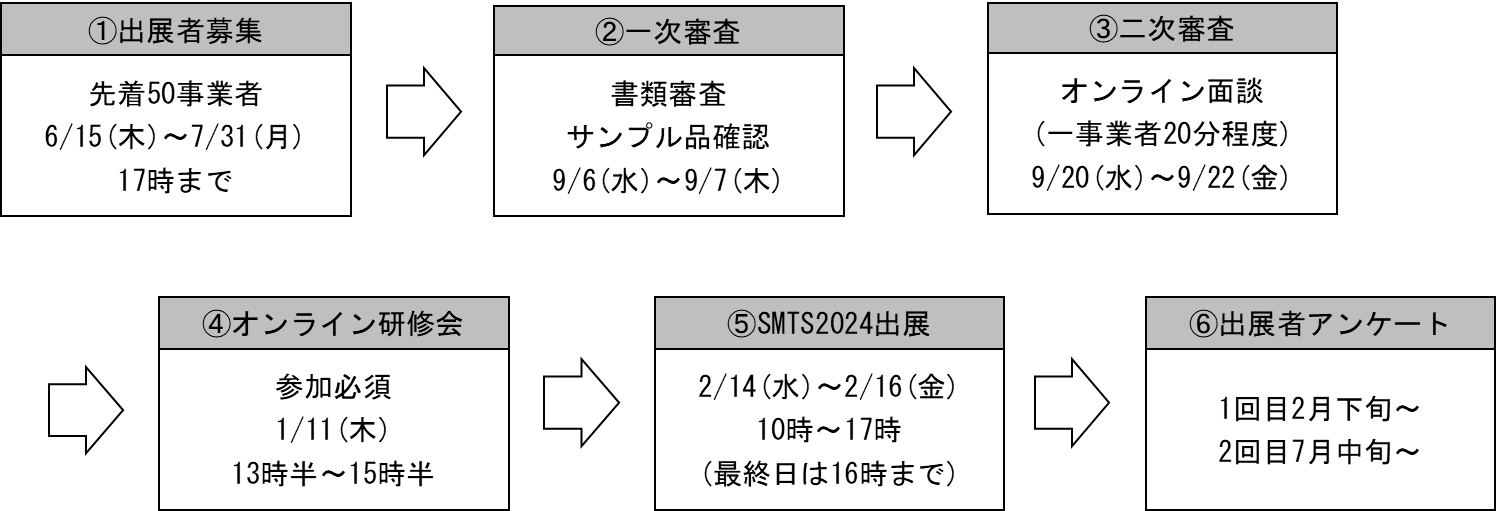 ①出展者募集
先着50事業者
6/15(木)～7/31(月)
17時まで
②一次審査
書類審査
サンプル品確認
9/6(水)～9/7(木)
③二次審査
オンライン面談
(一事業者20分程度)
9/20(水)～9/22(金)
④オンライン研修会
参加必須
1/11(木)
13時半～15時半
⑤SMTS2024出展
2/14(水)～2/16(金)
10時～17時
(最終日は16時まで)
⑥出展者アンケート
1回目2月下旬～
2回目7月中旬～